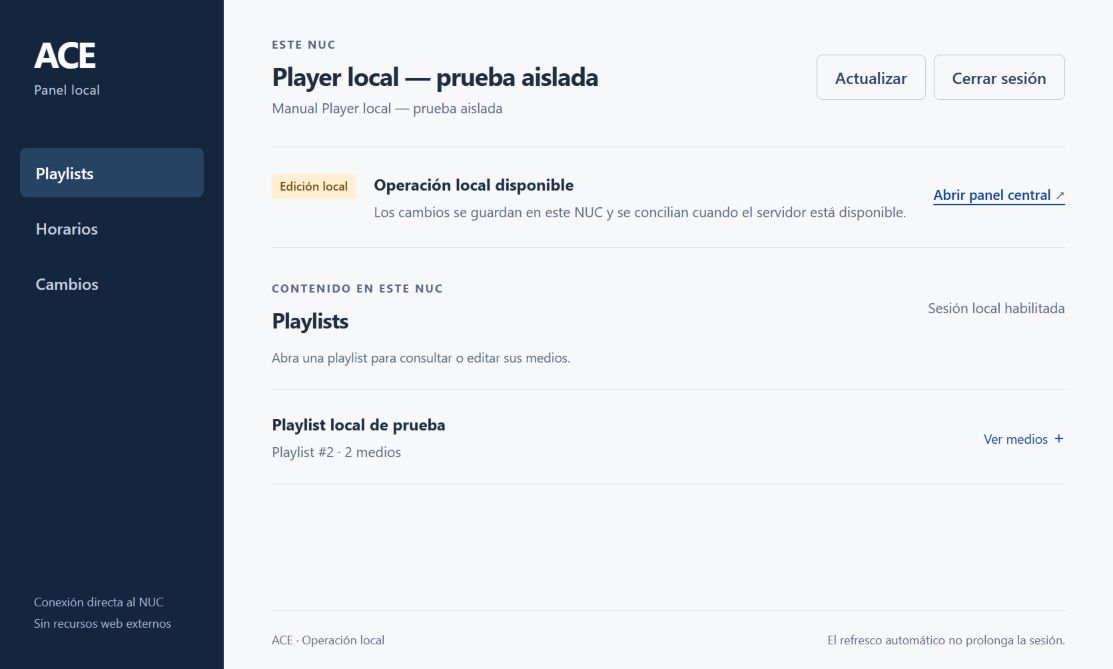 ACE
Panel local
Playlists
Horarios
Cambios
Conexión directa al NUC
Sin recursos web externos
ESTE NUC
Player local — prueba aislada
Manual Player local — prueba aislada
Actualizar
Cerrar sesión
Edición local
Operación local disponible
Los cambios se guardan en este NUC y se concilian cuando el servidor está disponible.
Abrir panel central ↗
CONTENIDO EN ESTE NUC
Playlists
Abra una playlist para consultar o editar sus medios.
Sesión local habilitada
Playlist local de prueba
Playlist #2 · 2 medios
Ver medios +
ACE · Operación local
El refresco automático no prolonga la sesión.